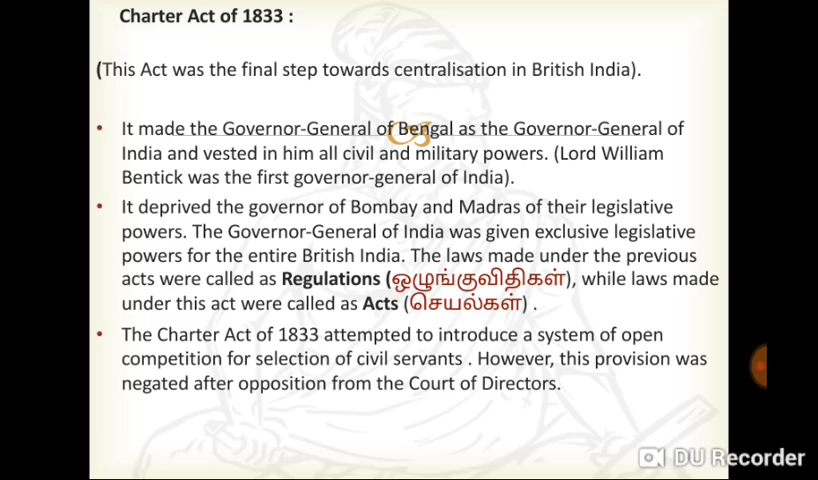 Charter Act of 1833 :
(This Act was the final step towards centralisation in British India).
• It made the Governor-General of Bengal as the Governor-General of
India and vested in him all civil and military powers. (Lord William
Bentick was the first governor-general of India).
• It deprived the governor of Bombay and Madras of their legislative
powers. The Governor-General of India was given exclusive legislative
powers for the entire British India. The laws made under the previous
acts were called as Regulations (ஒழுங்குவிதிகள்), while laws made
under this act were called as Acts (செயல்கள்) .
• The Charter Act of 1833 attempted to introduce a system of open
competition for selection of civil servants . However, this provision was
negated after opposition from the Court of Directors.
DU Recorder